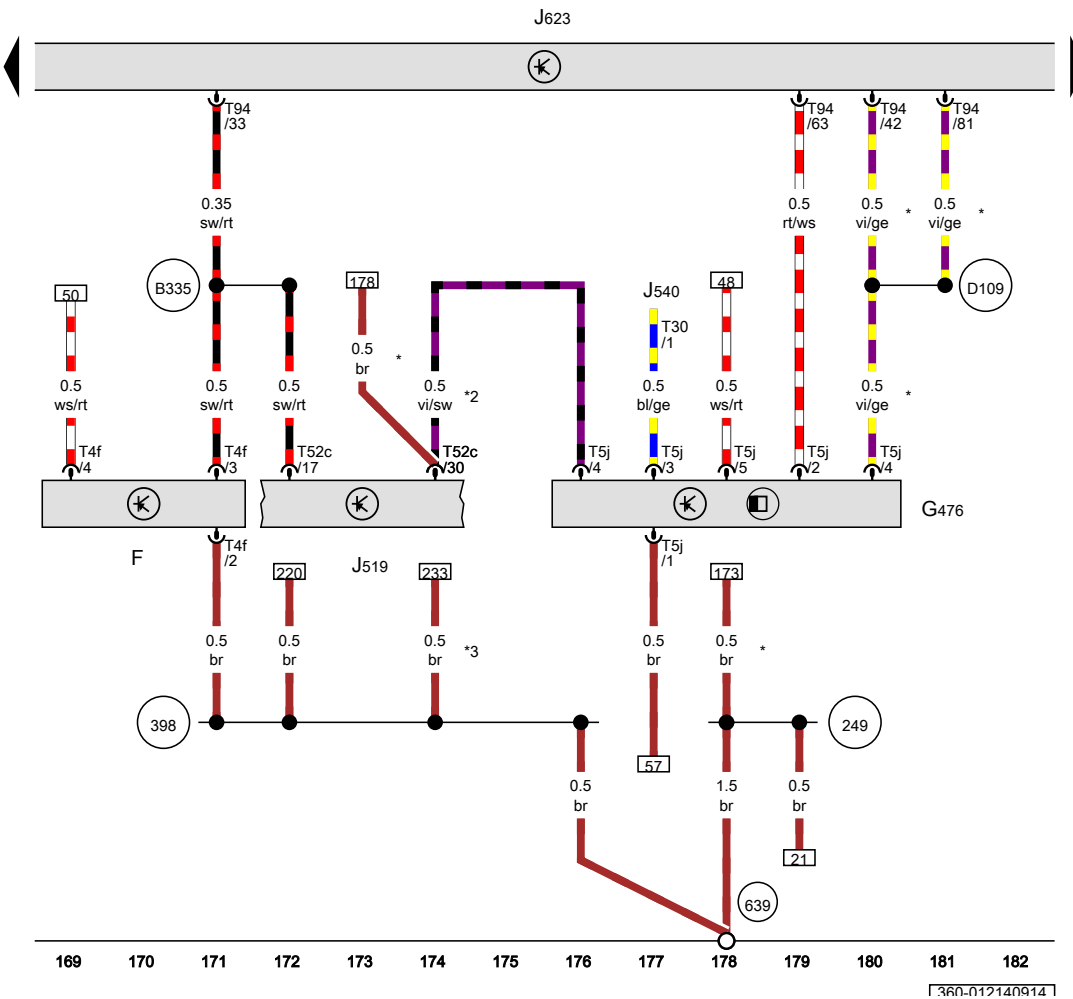 J623
T94 /33
T94 /63
T94 /42
T94 /81
0.35 sw/rt
0.5 rt/ws
0.5 vi/ge *
0.5 vi/ge *
50
B335
178
J540
48
D109
T30 /1
0.5 ws/rt
0.5 sw/rt
0.5 sw/rt
0.5 br *
0.5 vi/sw *2
0.5 bl/ge
0.5 ws/rt
0.5 vi/ge *
T4f /4
T4f /3
T52c /17
T52c /30
T5j /4
T5j /3
T5j /5
T5j /2
T5j /4
G476
F
T4f /2
J519
T5j /1
220
233
173
0.5 br
0.5 br
0.5 br *3
0.5 br
0.5 br *
398
249
57
0.5 br
1.5 br
0.5 br
21
639
169 170 171 172 173 174 175 176 177 178 179 180 181 182
360-012140914